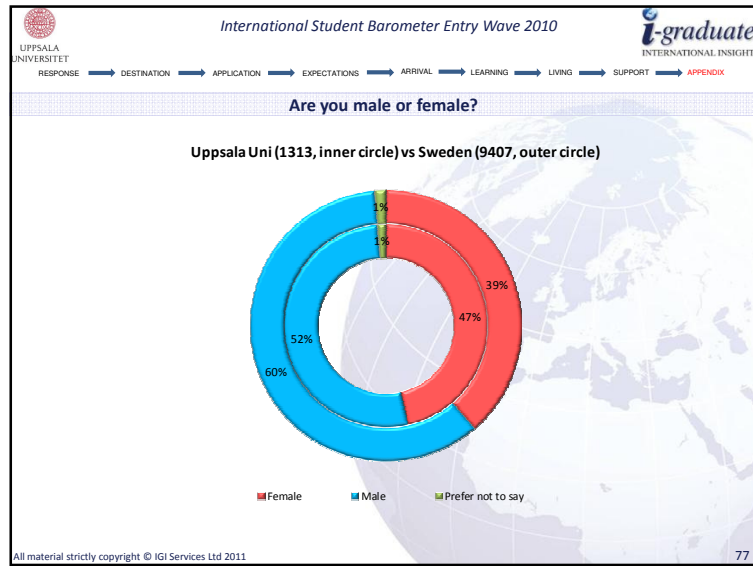 International Student Barometer Entry Wave 2010
UPPSALA
UNIVERSITET
i-graduate
INTERNATIONAL INSIGHT
RESPONSE DESTINATION APPLICATION EXPECTATIONS ARRIVAL LEARNING LIVING SUPPORT APPENDIX
Are you male or female?
Uppsala Uni (1313, inner circle) vs Sweden (9407, outer circle)
1%
1%
39%
47%
52%
60%
Female Male Prefer not to say
All material strictly copyright © IGI Services Ltd 2011
77